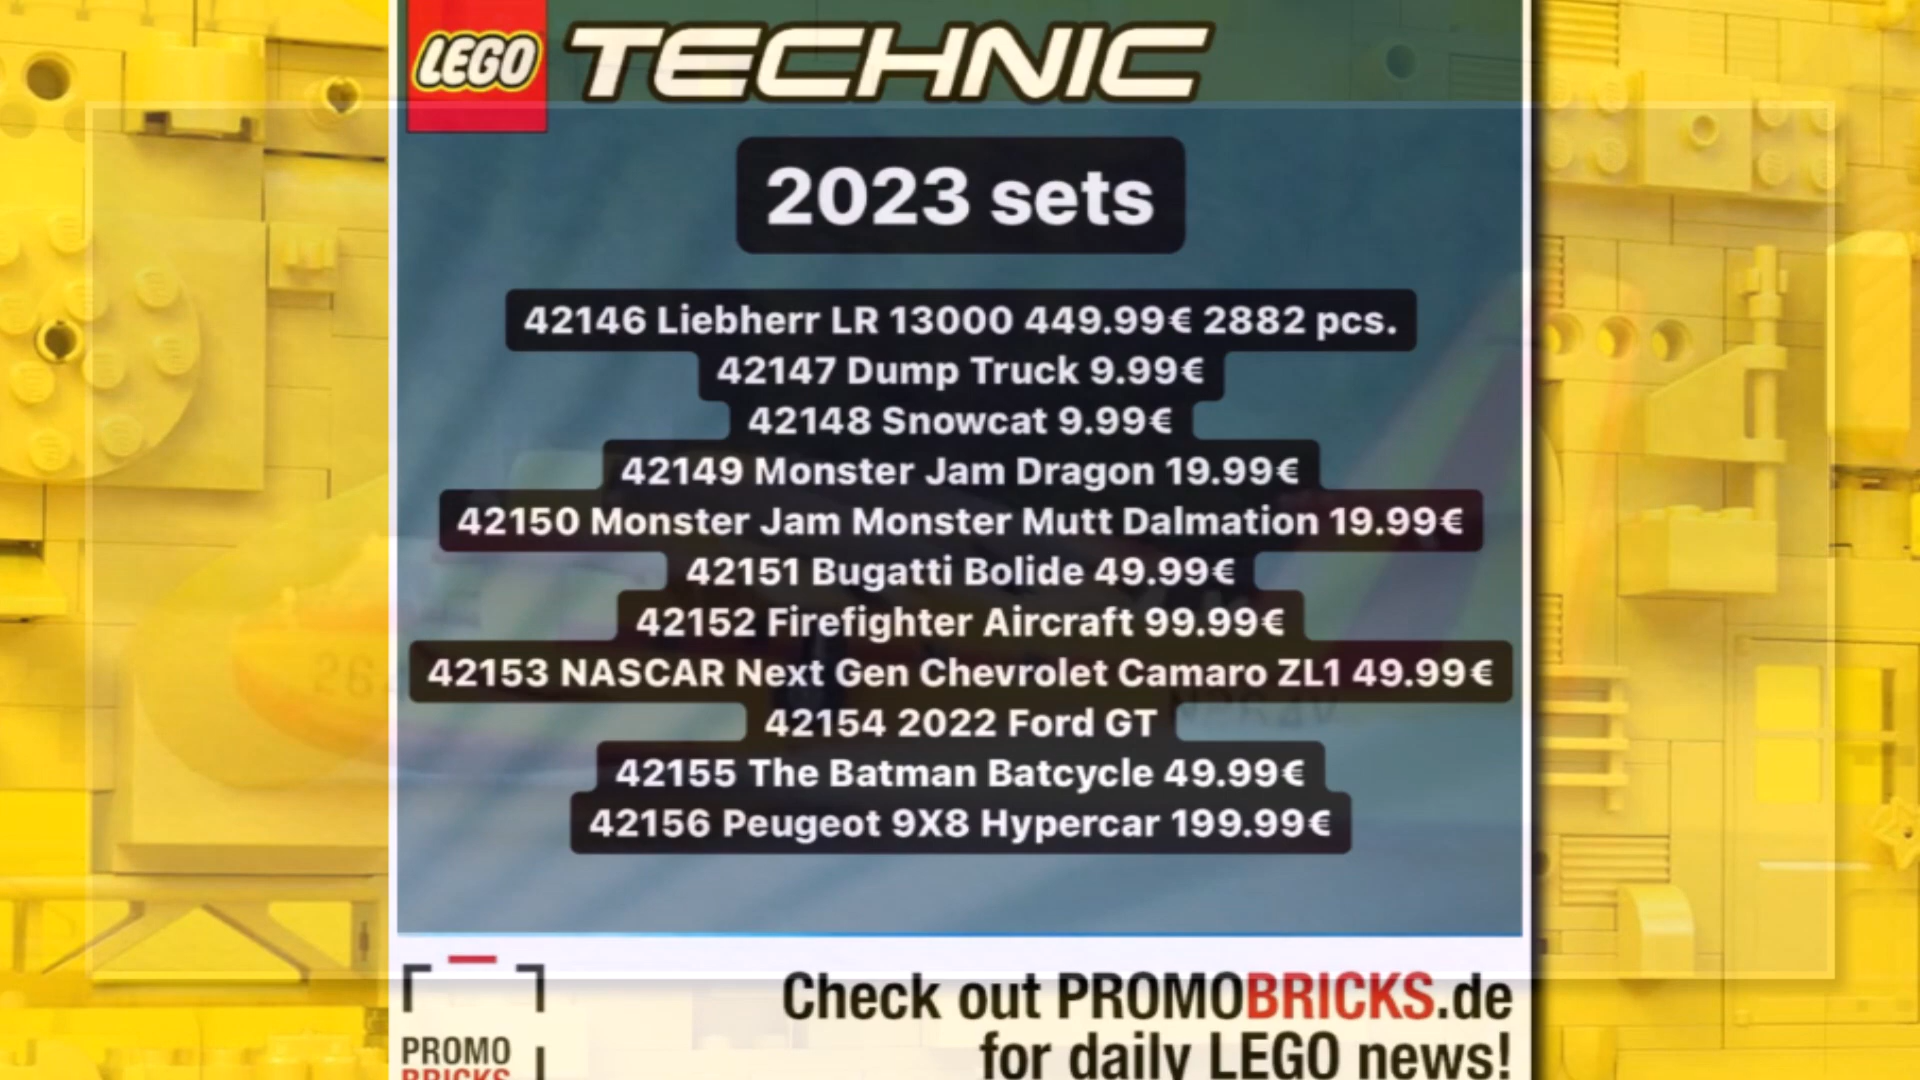 LEGO TECHNIC
2023 sets
42146 Liebherr LR 13000 449.99€ 2882 pcs.
42147 Dump Truck 9.99€
42148 Snowcat 9.99€
42149 Monster Jam Dragon 19.99€
42150 Monster Jam Monster Mutt Dalmation 19.99€
42151 Bugatti Bolide 49.99€
42152 Firefighter Aircraft 99.99€
42153 NASCAR Next Gen Chevrolet Camaro ZL1 49.99€
42154 2022 Ford GT
42155 The Batman Batcycle 49.99€
42156 Peugeot 9X8 Hypercar 199.99€
Check out PROMOBRICKS.de
for daily LEGO news!
PROMO
BRICKS